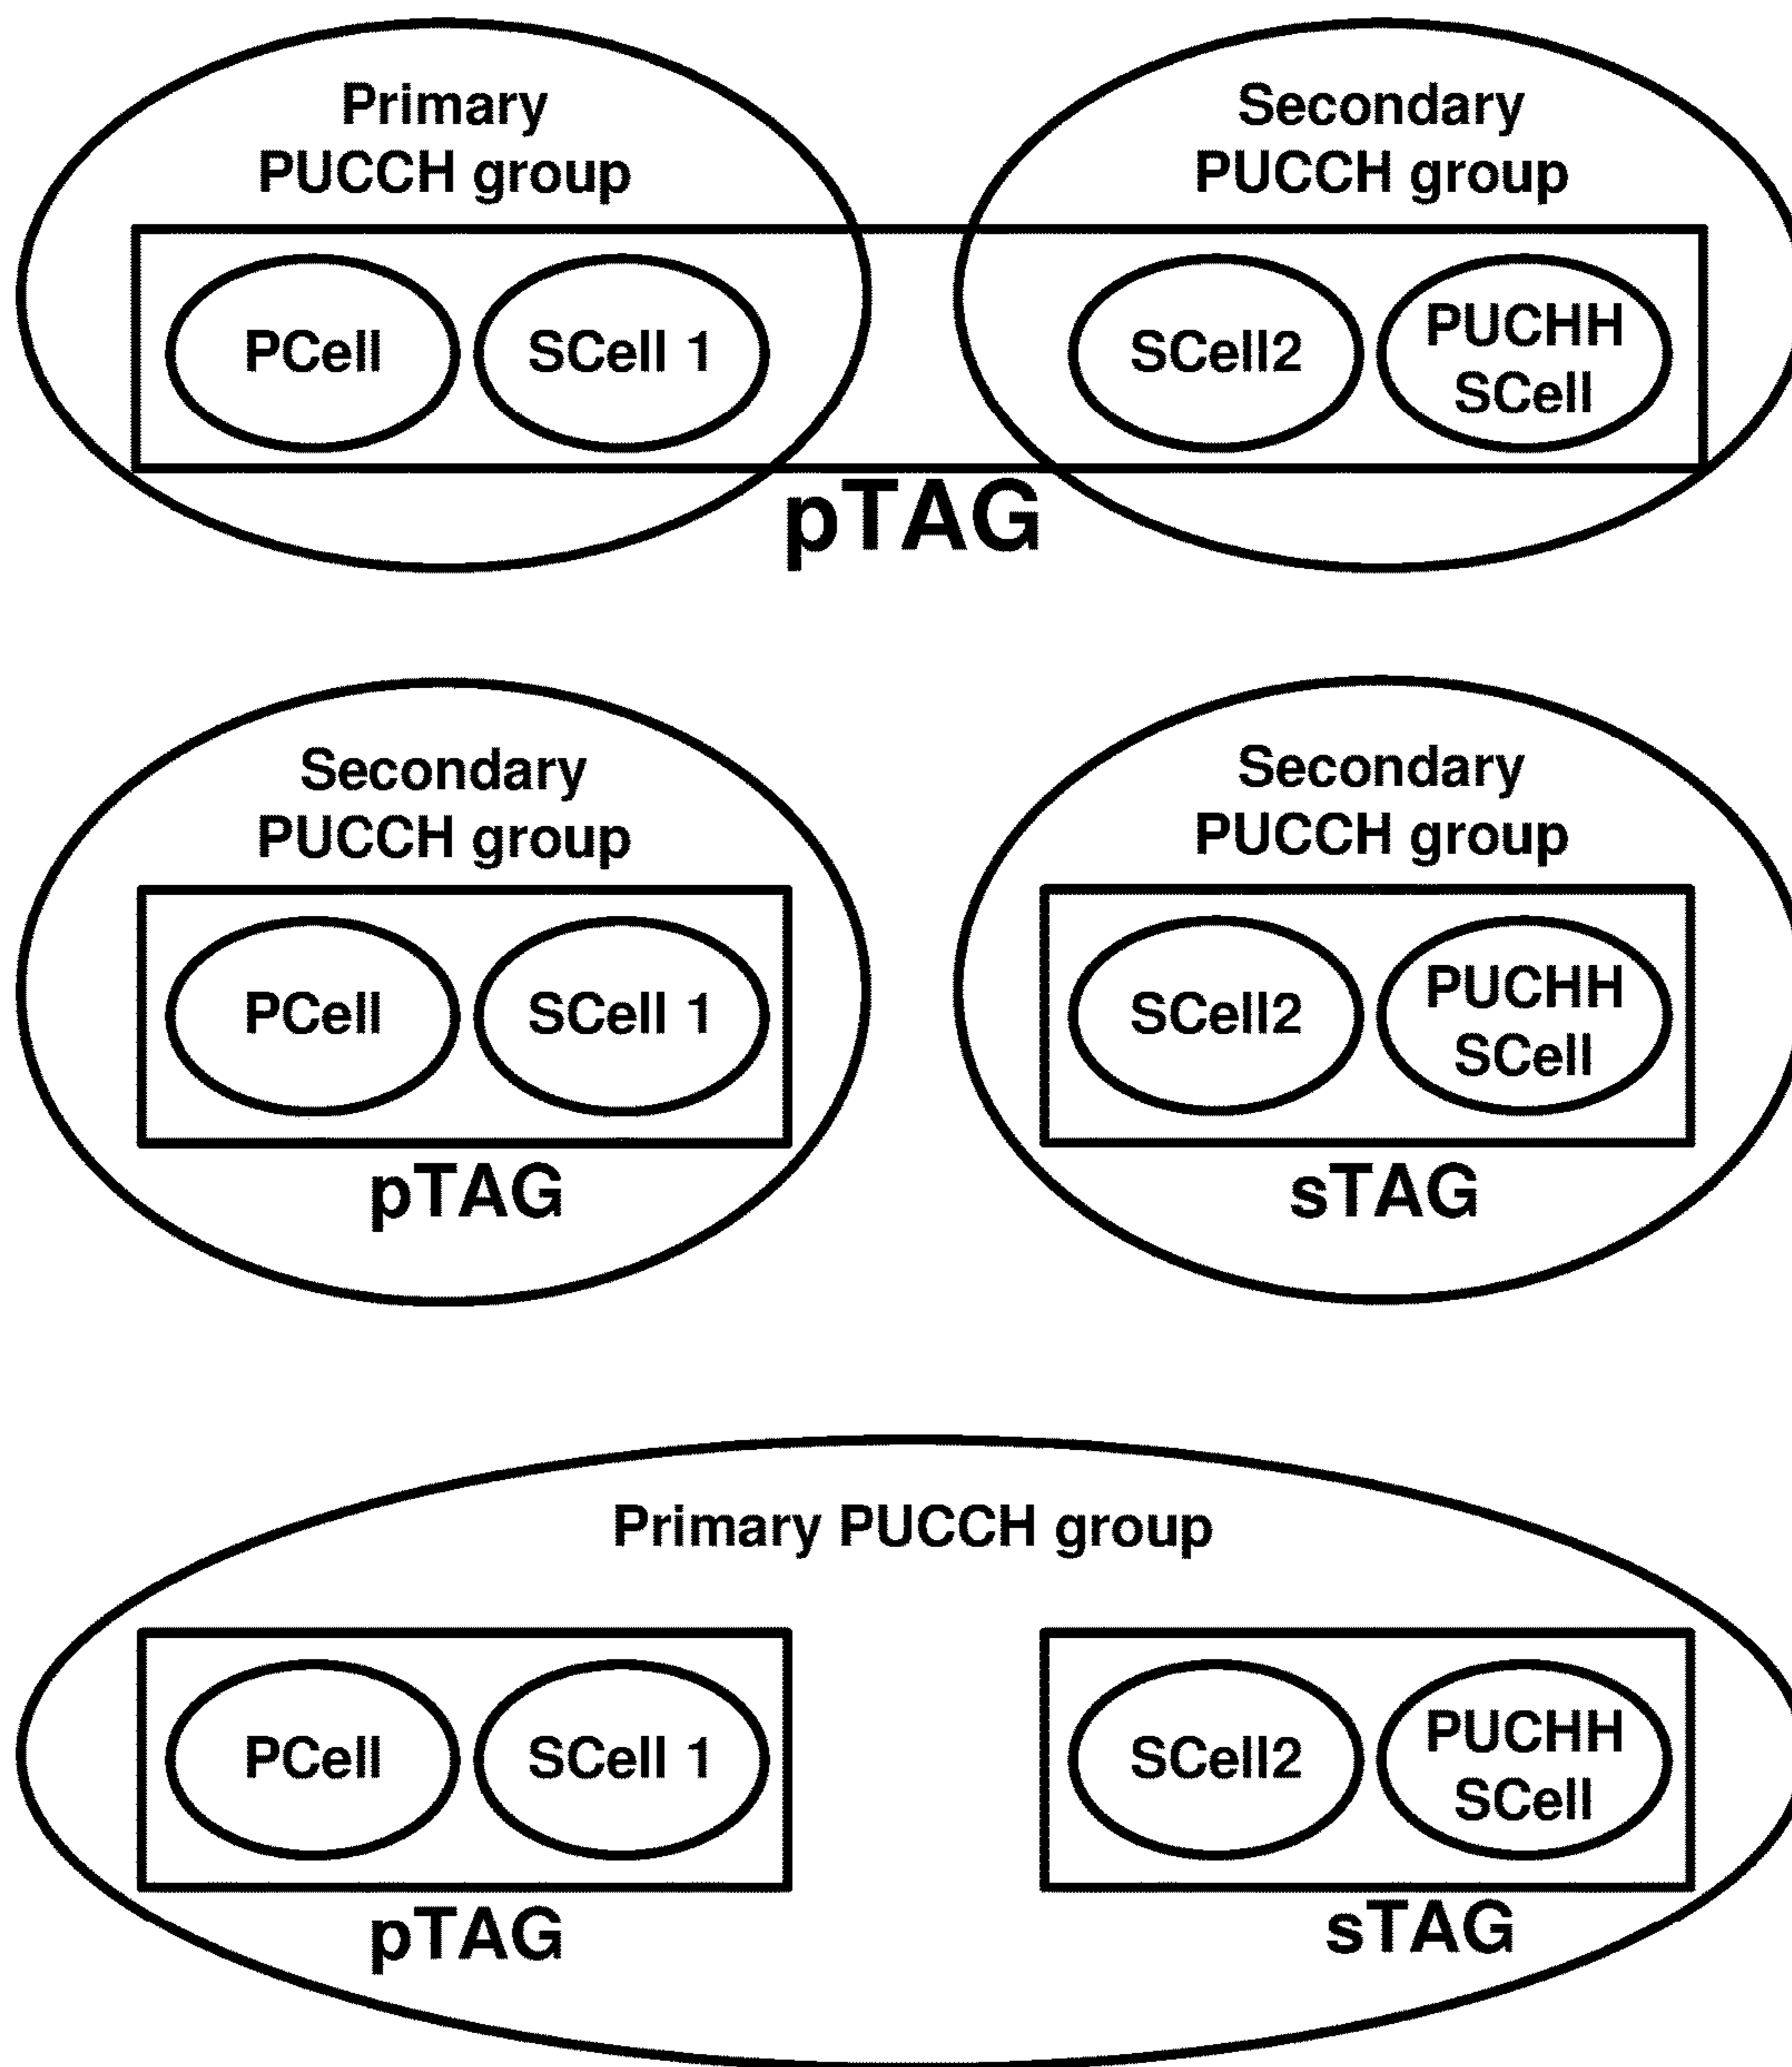 Primary
PUCCH group
Secondary
PUCCH group
PCell
SCell 1
SCell2
PUCHH
SCell
pTAG
Secondary
PUCCH group
Secondary
PUCCH group
PCell
SCell 1
SCell2
PUCHH
SCell
pTAG
sTAG
Primary PUCCH group
PCell
SCell 1
SCell2
PUCHH
SCell
pTAG
sTAG